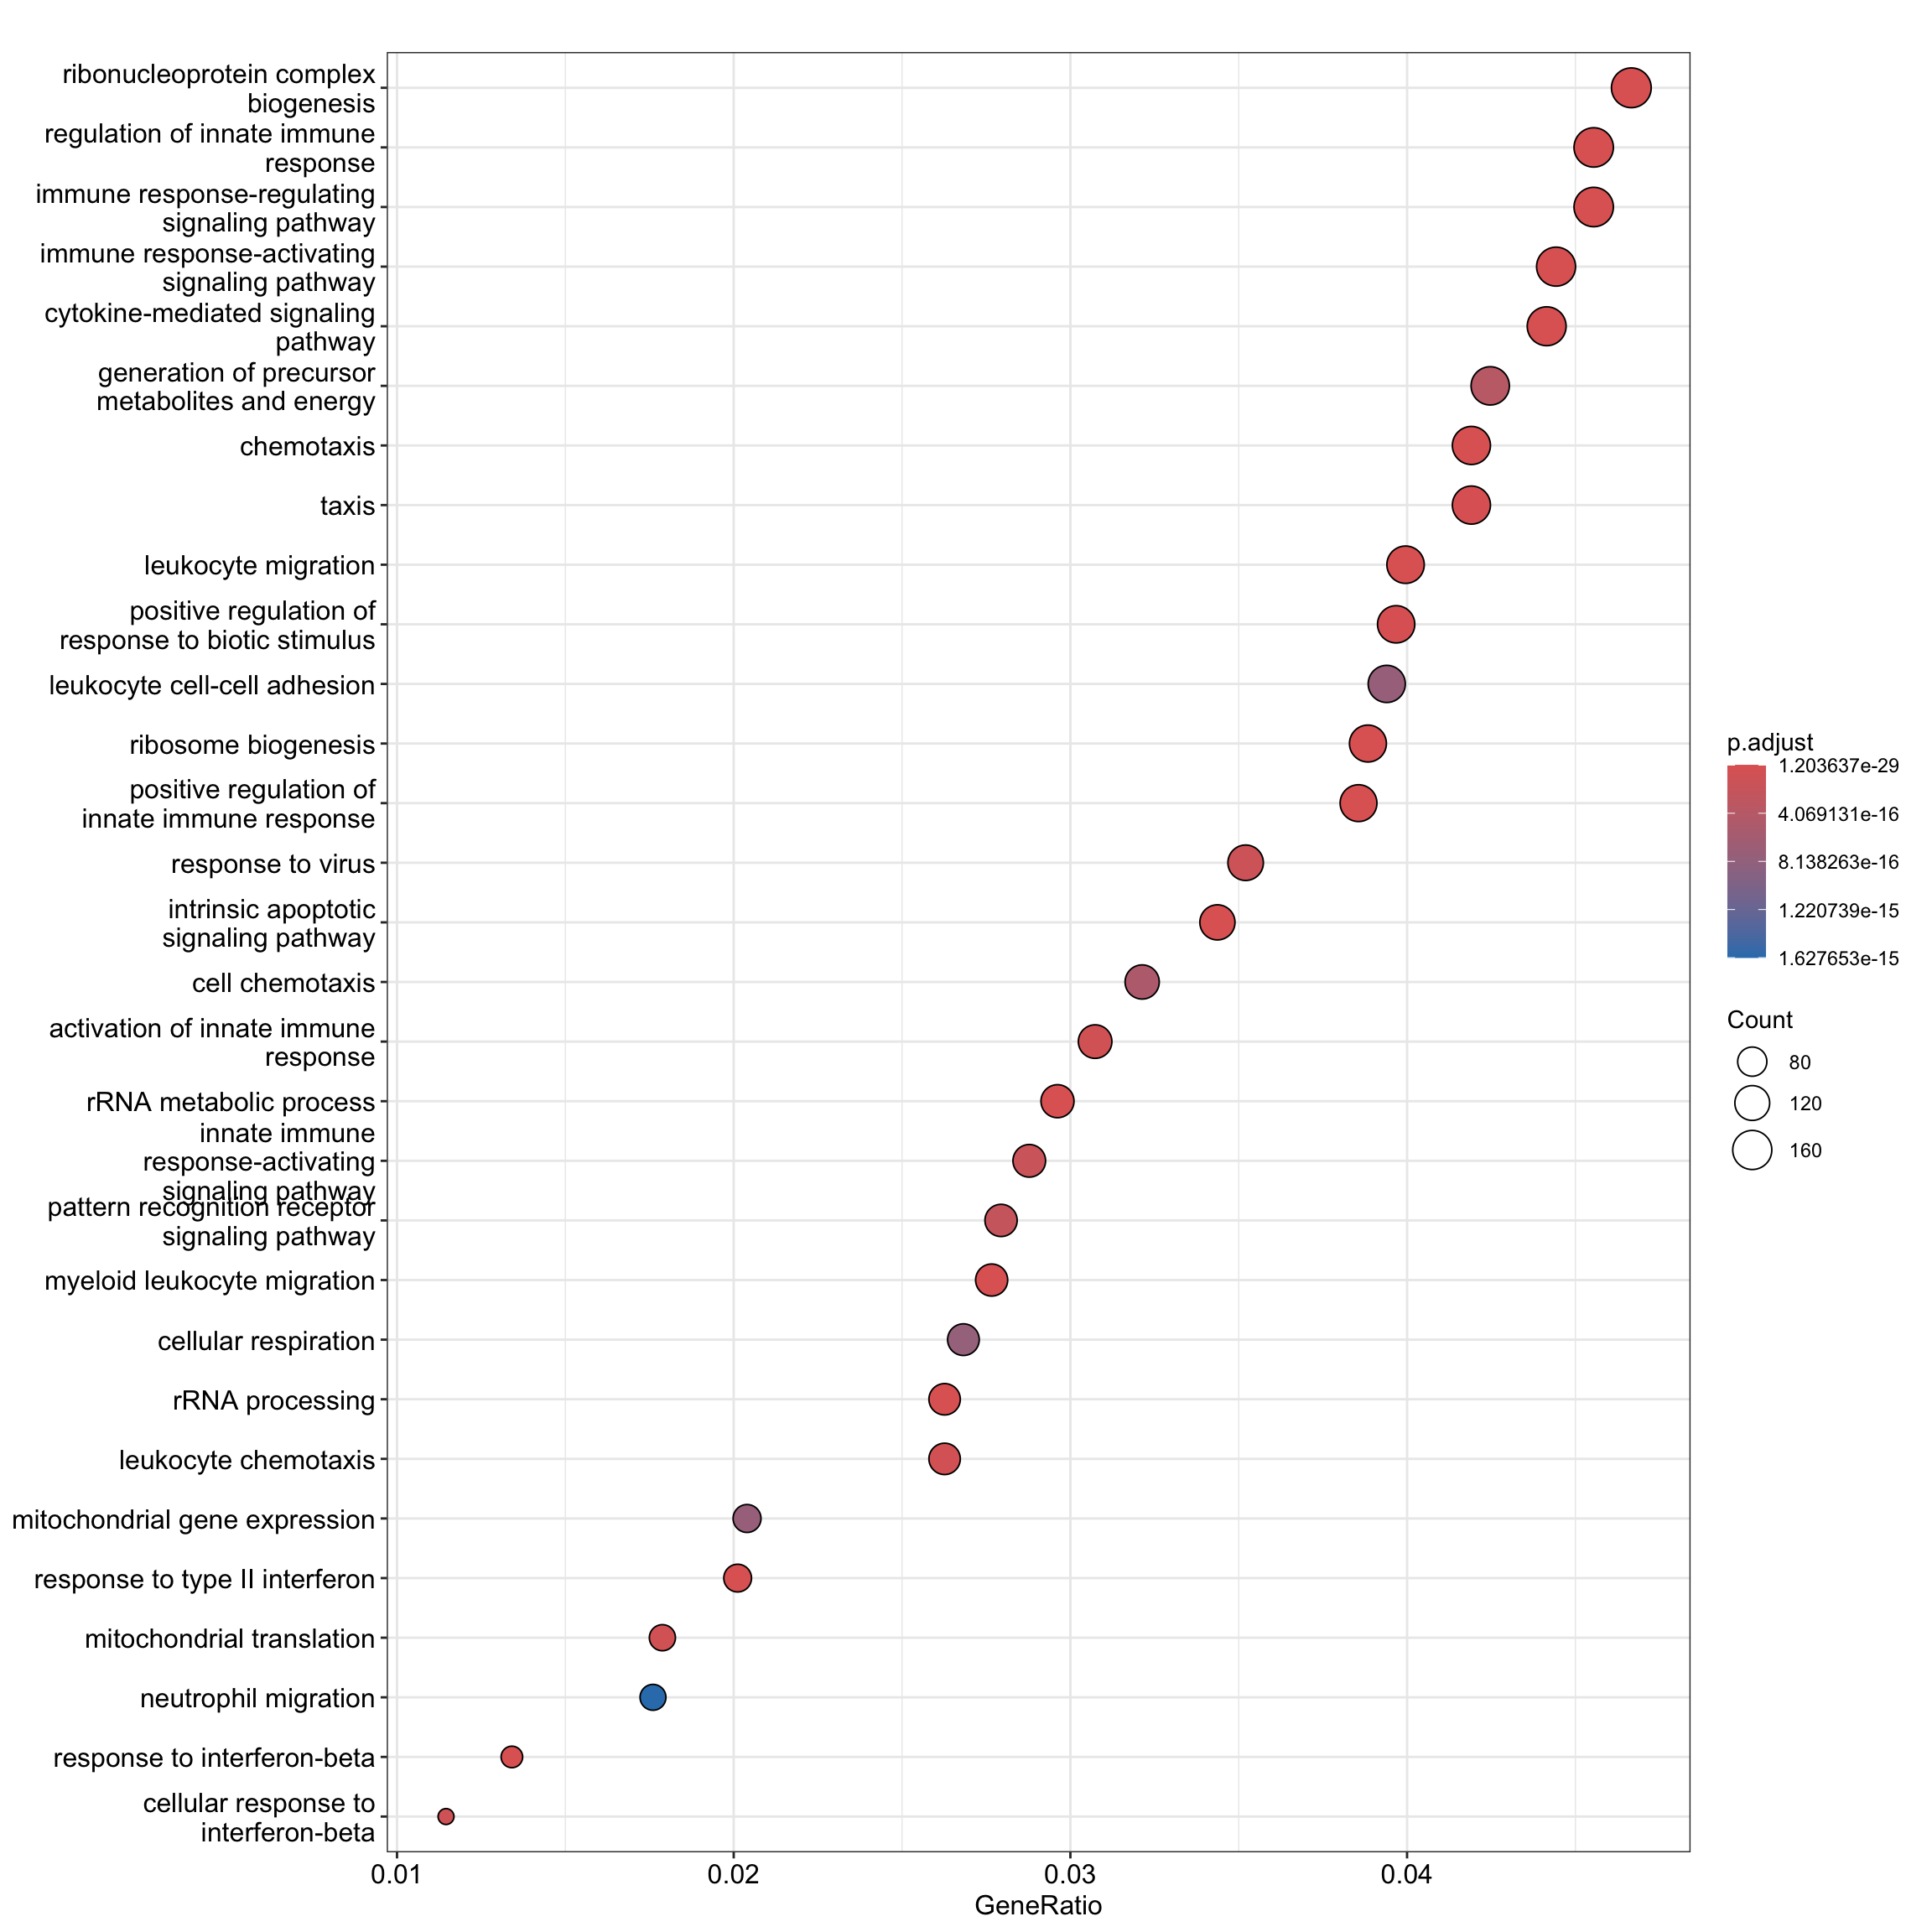 ribonucleoprotein complex
biogenesis
regulation of innate immune
response
immune response-regulating
signaling pathway
immune response-activating
signaling pathway
cytokine-mediated signaling
pathway
generation of precursor
metabolites and energy
chemotaxis
taxis
leukocyte migration
positive regulation of
response to biotic stimulus
leukocyte cell-cell adhesion
ribosome biogenesis
positive regulation of
innate immune response
response to virus
intrinsic apoptotic
signaling pathway
cell chemotaxis
activation of innate immune
response
rRNA metabolic process
innate immune
response-activating
signaling pathway
pattern recognition receptor
signaling pathway
myeloid leukocyte migration
cellular respiration
rRNA processing
leukocyte chemotaxis
mitochondrial gene expression
response to type II interferon
mitochondrial translation
neutrophil migration
response to interferon-beta
cellular response to
interferon-beta
0.01
0.02
0.03
0.04
GeneRatio
p.adjust
1.203637e-29
4.069131e-16
8.138263e-16
1.220739e-15
1.627653e-15
Count
80
120
160